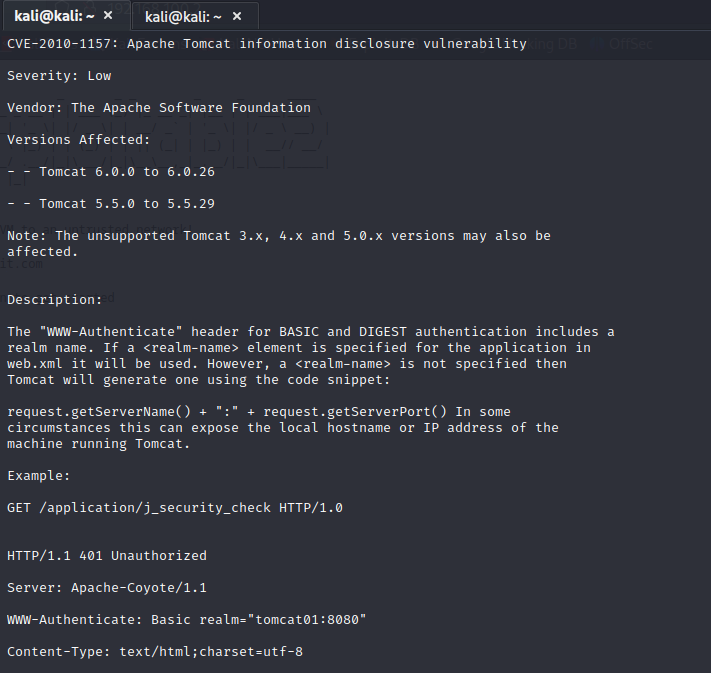 kali@kali: ~ ×
kali@kali: ~ ×
CVE-2010-1157: Apache Tomcat information disclosure vulnerability
Severity: Low
Vendor: The Apache Software Foundation
Versions Affected:
- - Tomcat 6.0.0 to 6.0.26
- - Tomcat 5.5.0 to 5.5.29
Note: The unsupported Tomcat 3.x, 4.x and 5.0.x versions may also be
affected.
Description:
The "WWW-Authenticate" header for BASIC and DIGEST authentication includes a
realm name. If a <realm-name> element is specified for the application in
web.xml it will be used. However, a <realm-name> is not specified then
Tomcat will generate one using the code snippet:
request.getServerName() + ":" + request.getServerPort() In some
circumstances this can expose the local hostname or IP address of the
machine running Tomcat.
Example:
GET /application/j_security_check HTTP/1.0
HTTP/1.1 401 Unauthorized
Server: Apache-Coyote/1.1
WWW-Authenticate: Basic realm="tomcat01:8080"
Content-Type: text/html;charset=utf-8